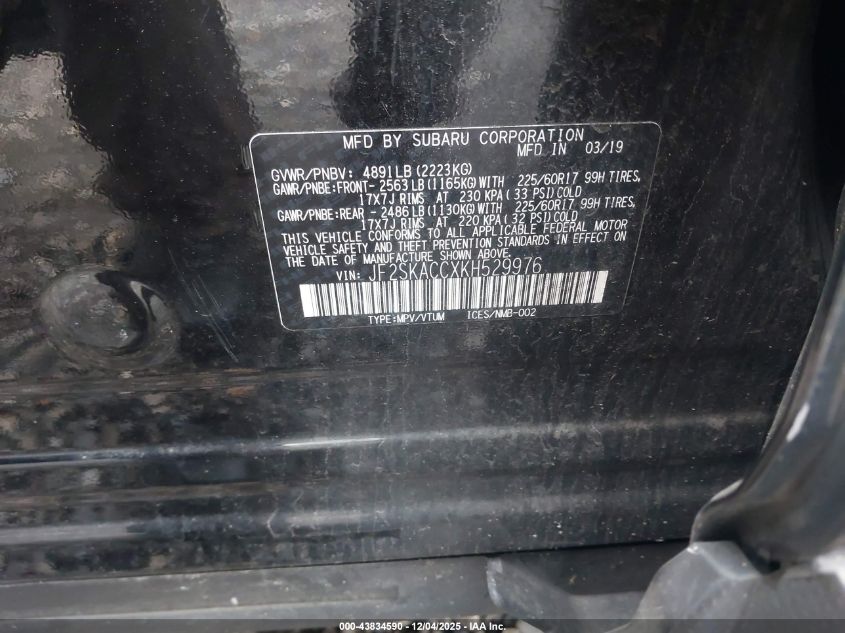 MFD BY SUBARU CORPORATION
MFD IN 03/19
GVWR/PNBV: 4891LB(2223KG)
GAWR/PNBE:FRONT- 2563LB(1165KG)WITH 225/60R17 99H TIRES,
17X7J RIMS AT 230 KPA( 33 PSI)COLD
GAWR/PNBE:REAR - 2486LB(1130KG)WITH 225/60R17 99H TIRES,
17X7J RIMS AT 220 KPA( 32 PSI)COLD
THIS VEHICLE CONFORMS TO ALL APPLICABLE FEDERAL MOTOR
VEHICLE SAFETY AND THEFT PREVENTION STANDARDS IN EFFECT ON
THE DATE OF MANUFACTURE SHOWN ABOVE.
VIN: JF2SKACCXKH529976
TYPE:MPV/VTUM ICES/NMB-002
000-43834590 - 12/04/2025 - IAA Inc.